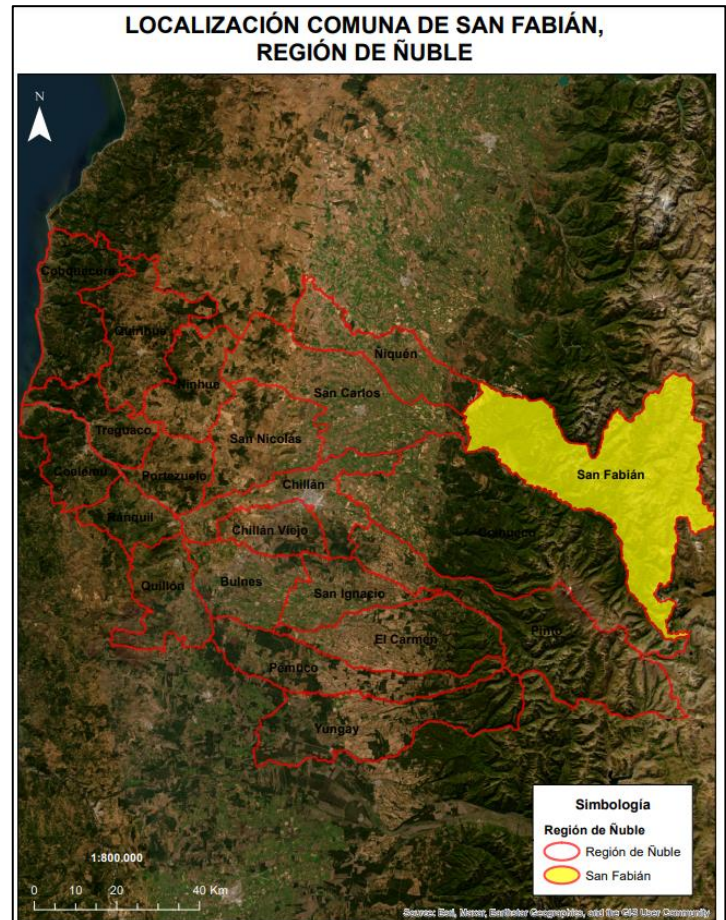 LOCALIZACIÓN COMUNA DE SAN FABIÁN,
REGIÓN DE ÑUBLE
N
Cobquecura
Quirihue
Ñiquén
Ninhue
San Carlos
Treguaco
San Nicolás
San Fabián
Coelemu
Portezuelo
Chillán
Ránquil
Chillán Viejo
Coihueco
Quillón
Bulnes
San Ignacio
El Carmen
Pinto
Pemuco
Yungay
Simbología
Región de Ñuble
Región de Ñuble
San Fabián
1:800.000
0 10 20 40 Km
Source: Esri, Maxar, Earthstar Geographics, and the GIS User Community